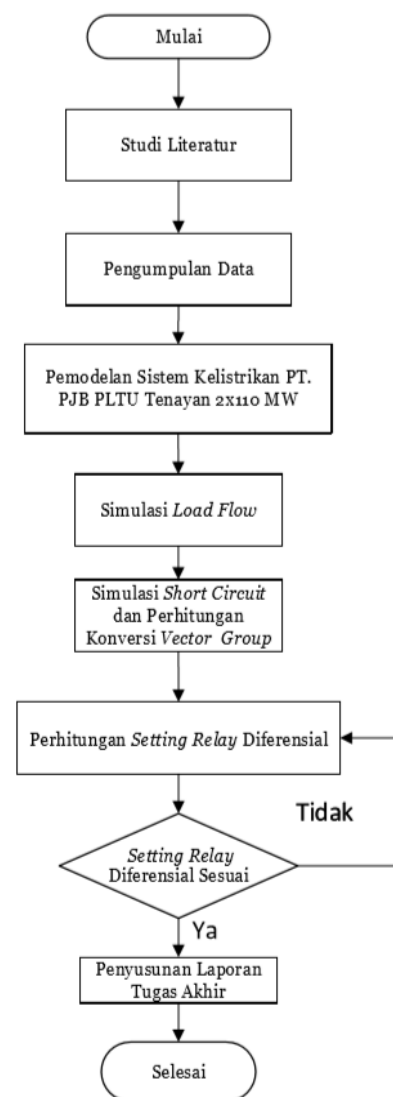 Mulai
Studi Literatur
Pengumpulan Data
Pemodelan Sistem Kelistrikan PT.
PJB PLTU Tenayan 2x110 MW
Simulasi Load Flow
Simulasi Short Circuit
dan Perhitungan
Konversi Vector Group
Perhitungan Setting Relay Diferensial
Tidak
Setting Relay
Diferensial Sesuai
Ya
Penyusunan Laporan
Tugas Akhir
Selesai